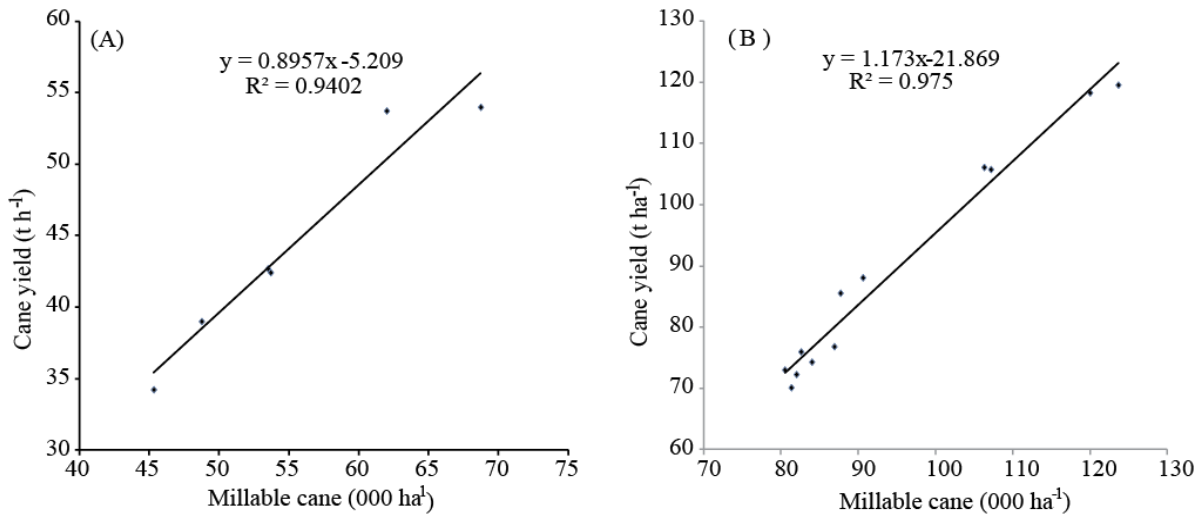 (A)
y = 0.8957x -5.209
R² = 0.9402
60
55
50
45
40
35
30
40 45 50 55 60 65 70 75
Cane yield (t h⁻¹)
Millable cane (000 ha¹)
(B )
y = 1.173x-21.869
R² = 0.975
130
120
110
100
90
80
70
60
70 80 90 100 110 120 130
Cane yield (t ha⁻¹)
Millable cane (000 ha⁻¹)